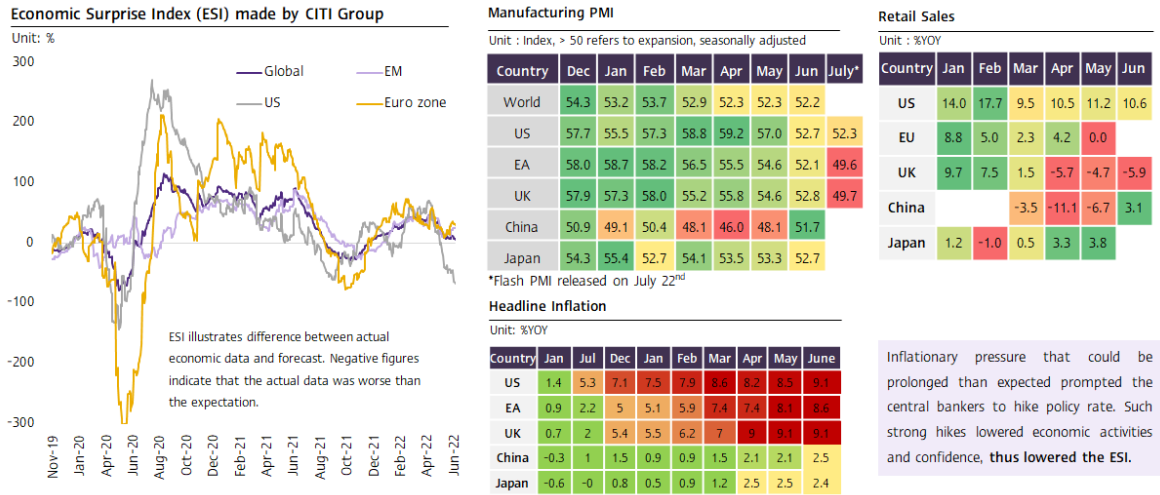 Economic Surprise Index (ESI) made by CITI Group
Unit: %
300
200
100
0
-100
-200
-300
Global
EM
US
Euro zone
ESI illustrates difference between actual
economic data and forecast. Negative figures
indicate that the actual data was worse than
the expectation.
Nov-19
Jan-20
Apr-20
Jun-20
Aug-20
Oct-20
Dec-20
Feb-21
Apr-21
Jun-21
Aug-21
Oct-21
Dec-21
Feb-22
Apr-22
Jun-22
Manufacturing PMI
Unit : Index, > 50 refers to expansion, seasonally adjusted
Country Dec Jan Feb Mar Apr May Jun July*
World 54.3 53.2 53.7 52.9 52.3 52.3 52.2
US 57.7 55.5 57.3 58.8 59.2 57.0 52.7 52.3
EA 58.0 58.7 58.2 56.5 55.5 54.6 52.1 49.6
UK 57.9 57.3 58.0 55.2 55.8 54.6 52.8 49.7
China 50.9 49.1 50.4 48.1 46.0 48.1 51.7
Japan 54.3 55.4 52.7 54.1 53.5 53.3 52.7
*Flash PMI released on July 22nd
Headline Inflation
Unit: %YOY
Country Jan Jul Dec Jan Feb Mar Apr May June
US 1.4 5.3 7.1 7.5 7.9 8.6 8.2 8.5 9.1
EA 0.9 2.2 5 5.1 5.9 7.4 7.4 8.1 8.6
UK 0.7 2 5.4 5.5 6.2 7 9 9.1 9.1
China -0.3 1 1.5 0.9 0.9 1.5 2.1 2.1 2.5
Japan -0.6 -0 0.8 0.5 0.9 1.2 2.5 2.5 2.4
Retail Sales
Unit : %YOY
Country Jan Feb Mar Apr May Jun
US 14.0 17.7 9.5 10.5 11.2 10.6
EU 8.8 5.0 2.3 4.2 0.0
UK 9.7 7.5 1.5 -5.7 -4.7 -5.9
China -3.5 -11.1 -6.7 3.1
Japan 1.2 -1.0 0.5 3.3 3.8
Inflationary pressure that could be
prolonged than expected prompted the
central bankers to hike policy rate. Such
strong hikes lowered economic activities
and confidence, thus lowered the ESI.